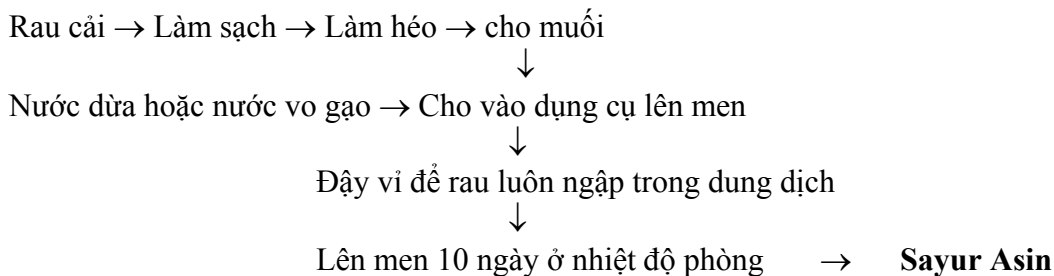 Rau cải → Làm sạch → Làm héo → cho muối
↓
Nước dừa hoặc nước vo gạo → Cho vào dụng cụ lên men
↓
Đậy vỉ để rau luôn ngập trong dung dịch
↓
Lên men 10 ngày ở nhiệt độ phòng → Sayur Asin